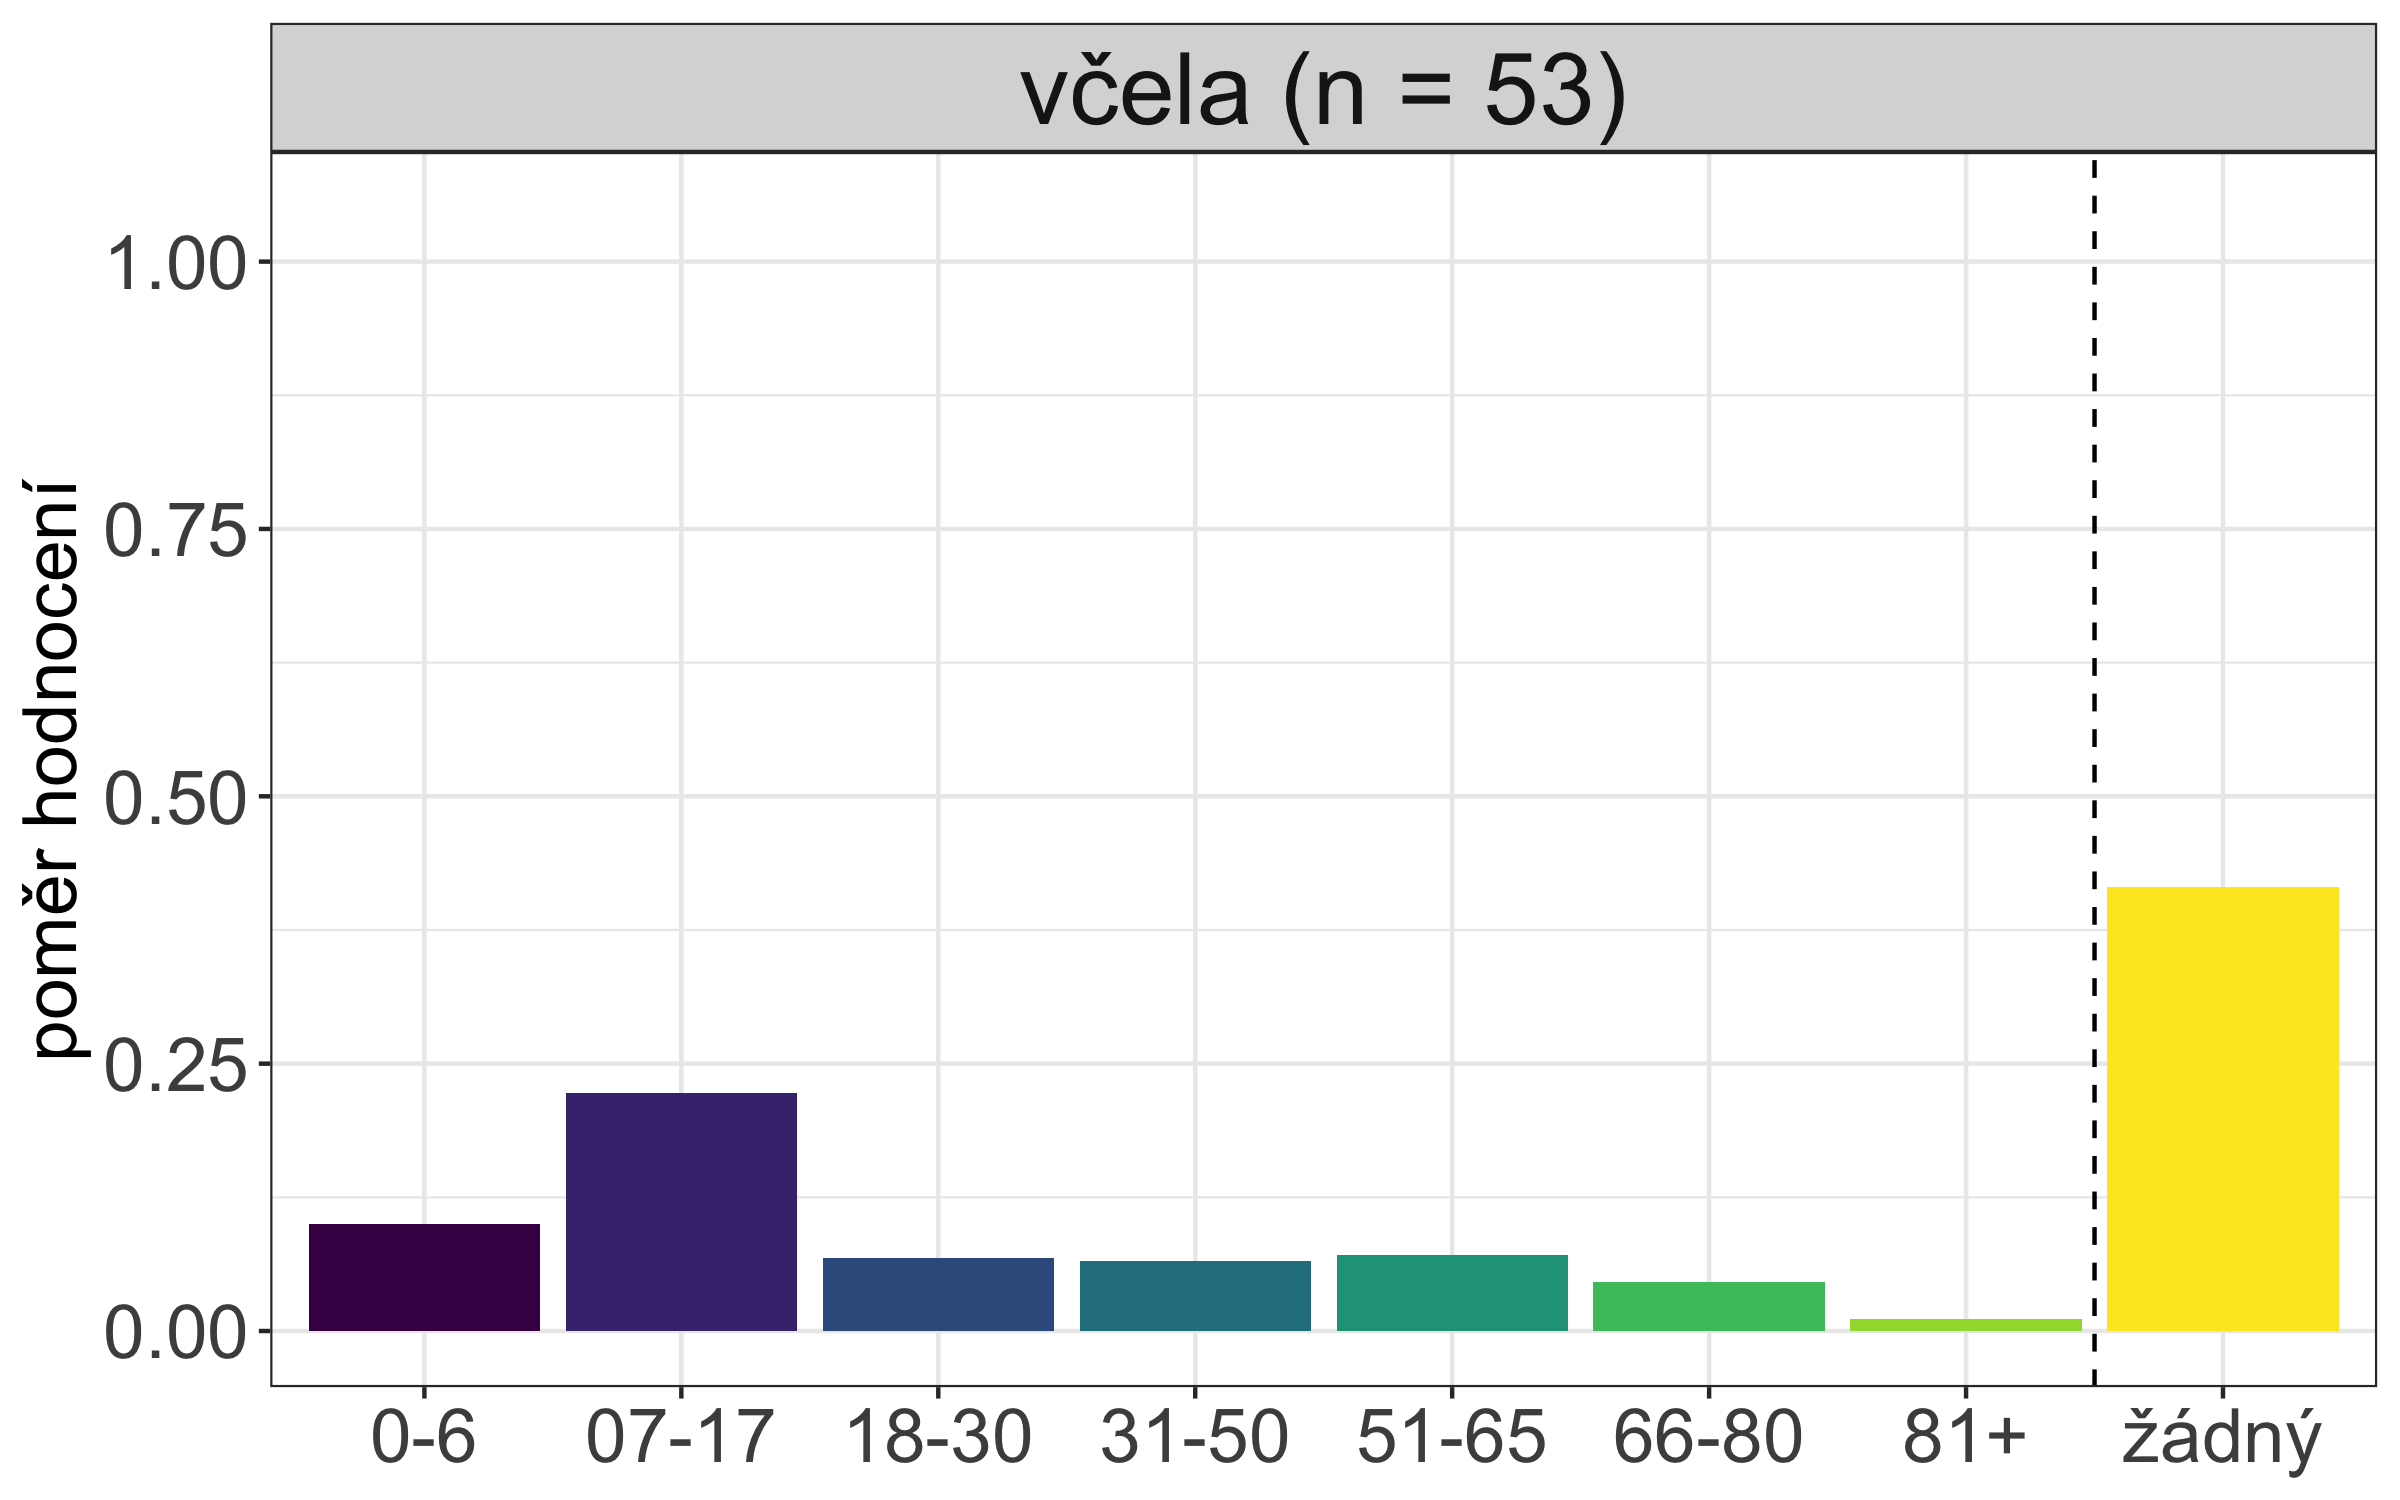 včela (n = 53)
poměr hodnocení
1.00
0.75
0.50
0.25
0.00
0-6 07-17 18-30 31-50 51-65 66-80 81+ žádný